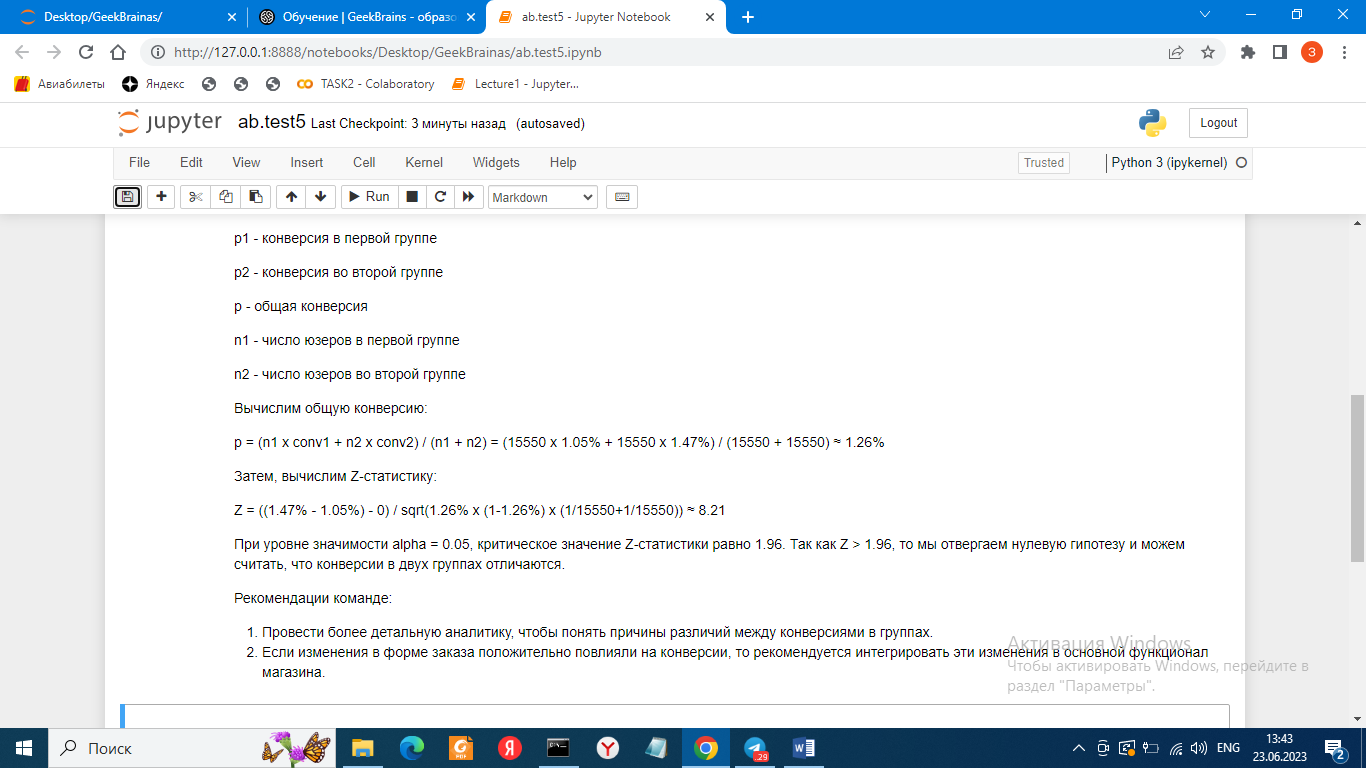 Desktop/GeekBrainas/
Обучение | GeekBrains - образо
ab.test5 - Jupyter Notebook
http://127.0.0.1:8888/notebooks/Desktop/GeekBrainas/ab.test5.ipynb
З
Авиабилеты
Яндекс
TASK2 - Colaboratory
Lecture1 - Jupyter...
jupyter ab.test5 Last Checkpoint: 3 минуты назад (autosaved)
Logout
File Edit View Insert Cell Kernel Widgets Help
Trusted
Python 3 (ipykernel)
Run
Markdown
p1 - конверсия в первой группе
p2 - конверсия во второй группе
p - общая конверсия
n1 - число юзеров в первой группе
n2 - число юзеров во второй группе
Вычислим общую конверсию:
p = (n1 x conv1 + n2 x conv2) / (n1 + n2) = (15550 x 1.05% + 15550 x 1.47%) / (15550 + 15550) ≈ 1.26%
Затем, вычислим Z-статистику:
Z = ((1.47% - 1.05%) - 0) / sqrt(1.26% x (1-1.26%) x (1/15550+1/15550)) ≈ 8.21
При уровне значимости alpha = 0.05, критическое значение Z-статистики равно 1.96. Так как Z > 1.96, то мы отвергаем нулевую гипотезу и можем
считать, что конверсии в двух группах отличаются.
Рекомендации команде:
1. Провести более детальную аналитику, чтобы понять причины различий между конверсиями в группах.
2. Если изменения в форме заказа положительно повлияли на конверсии, то рекомендуется интегрировать эти изменения в основной функционал
магазина.
Активация Windows
Чтобы активировать Windows, перейдите в
раздел "Параметры".
Поиск
PDF
Я
Y
29
W
ENG
13:43
23.06.2023
2